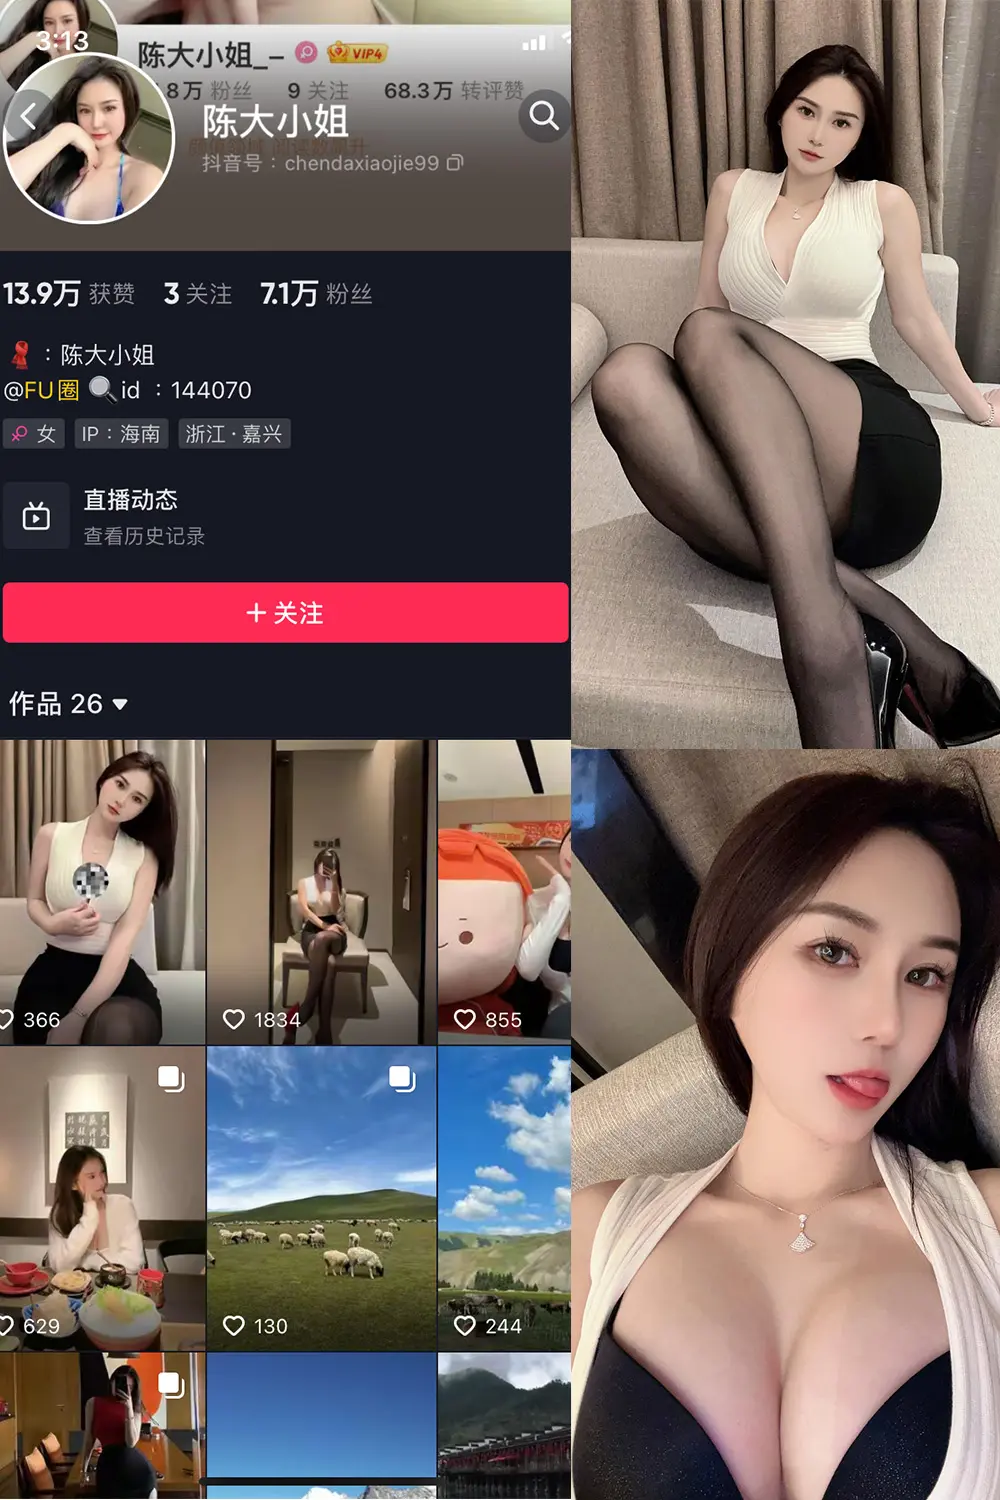 3:13
陈大小姐_–
VIP4
8万 粉丝 9 关注 68.3万 转评赞
陈大小姐
抖音号：chendaxiaojie99
13.9万 获赞 3 关注 7.1万 粉丝
：陈大小姐
@FU圈 id ：144070
女 IP：海南 浙江·嘉兴
直播动态
查看历史记录
+ 关注
作品 26
366
1834
855
629
130
244